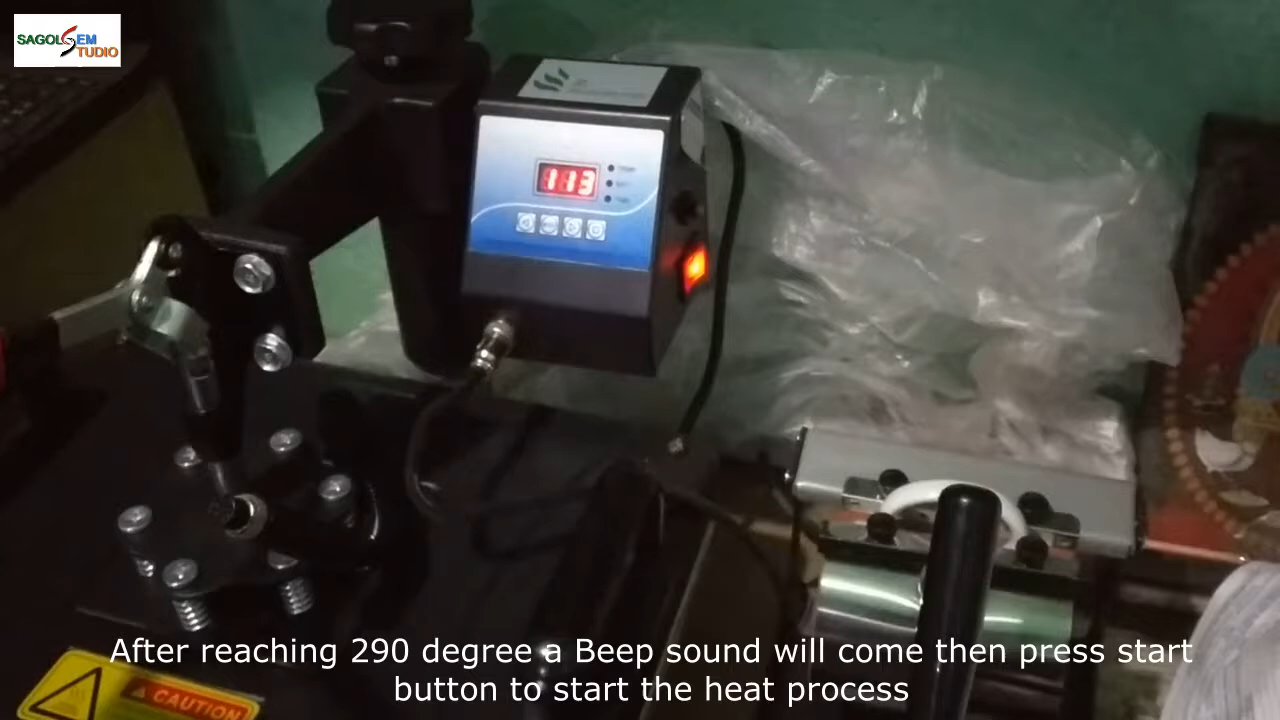 SAGOLSEM
STUDIO
113
After reaching 290 degree a Beep sound will come then press start
button to start the heat process
CAUTION